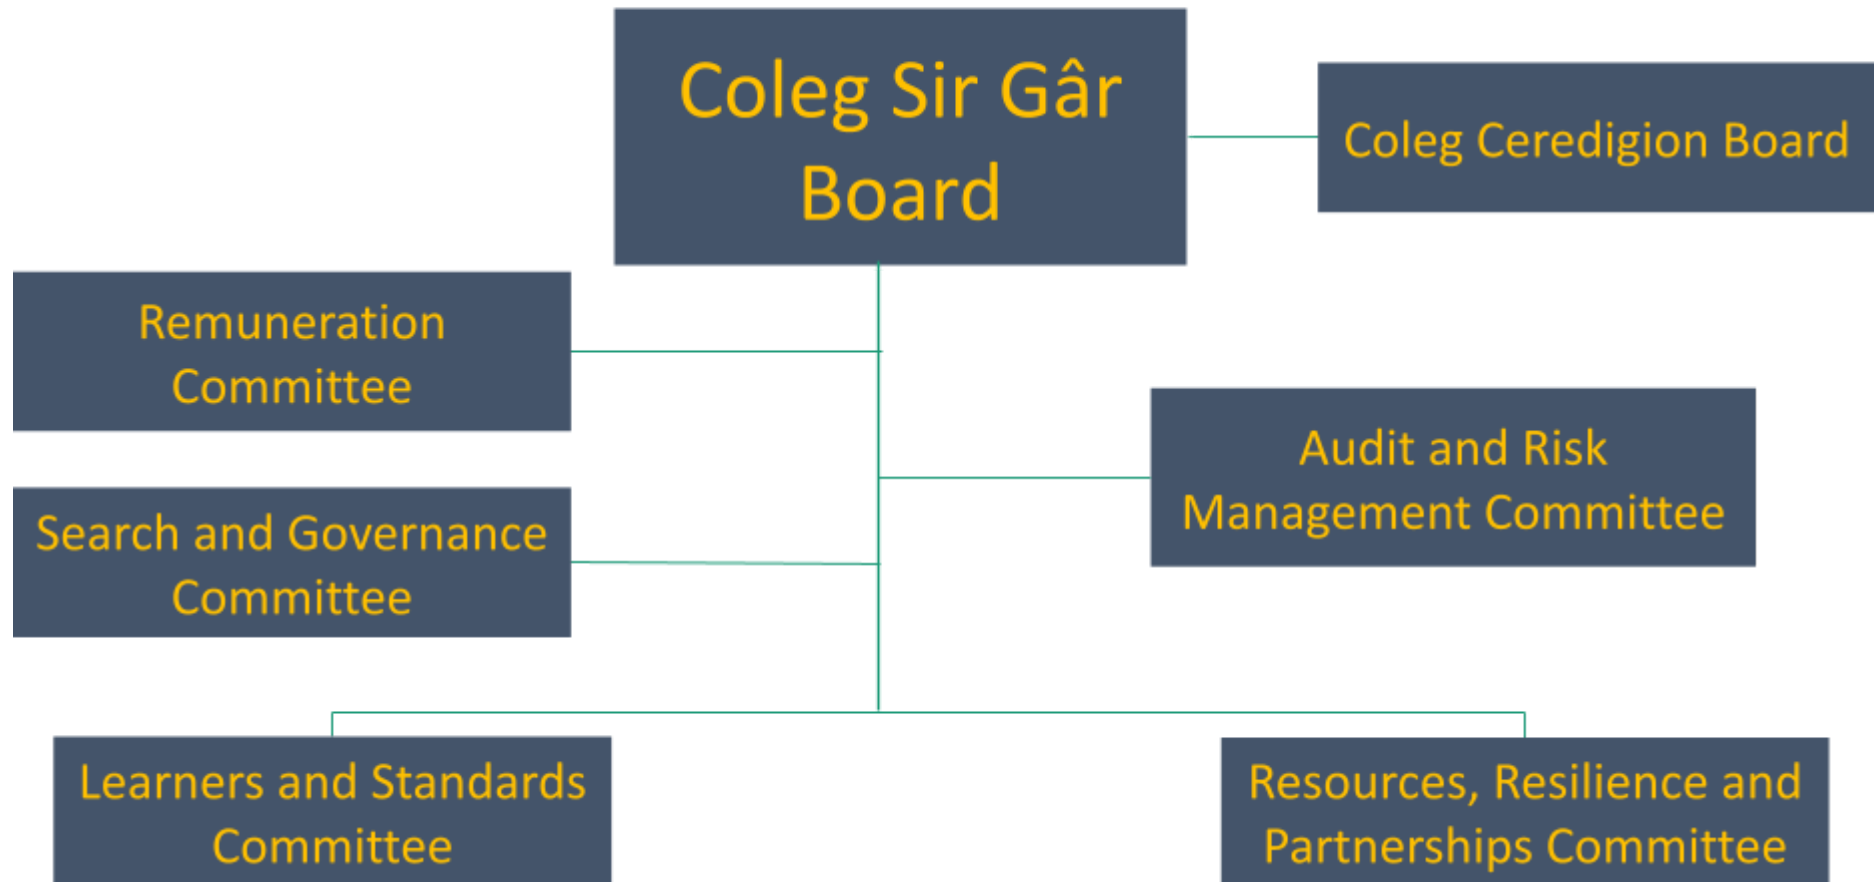 Coleg Sir Gâr
Board
Coleg Ceredigion Board
Remuneration
Committee
Audit and Risk
Management Committee
Search and Governance
Committee
Learners and Standards
Committee
Resources, Resilience and
Partnerships Committee